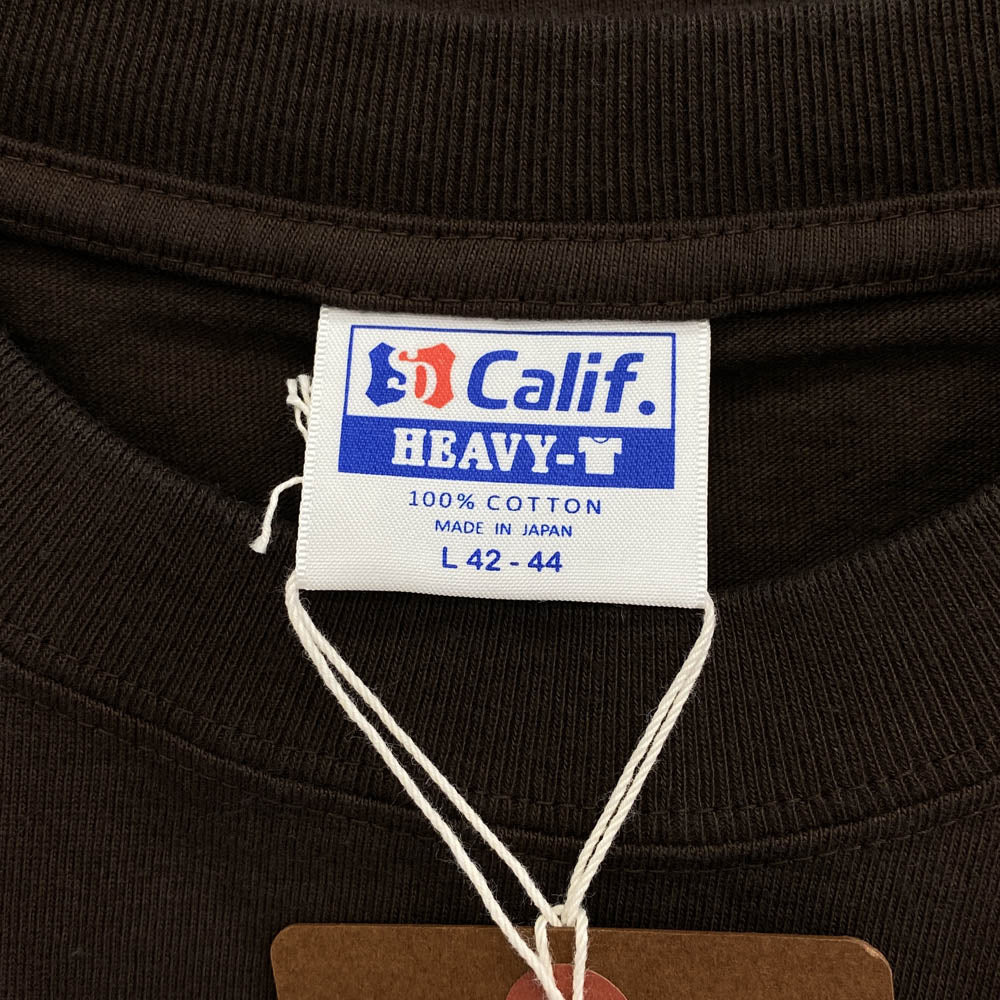 SD Calif.
HEAVY-T
100% COTTON
MADE IN JAPAN
L 42 - 44